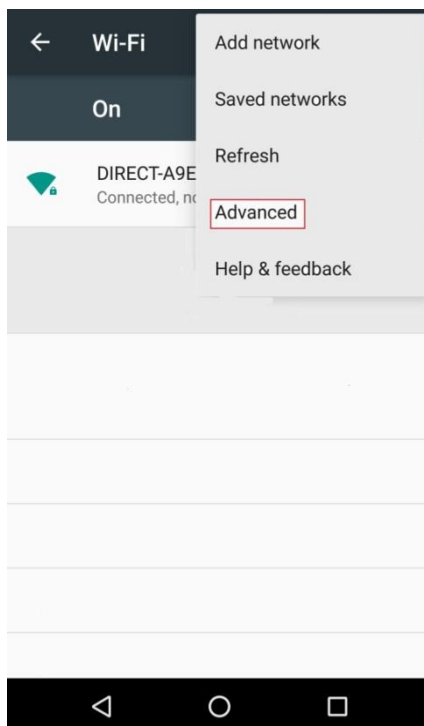 Wi-Fi
Add network
On
Saved networks
Refresh
DIRECT-A9E
Connected,
Advanced
Help & feedback